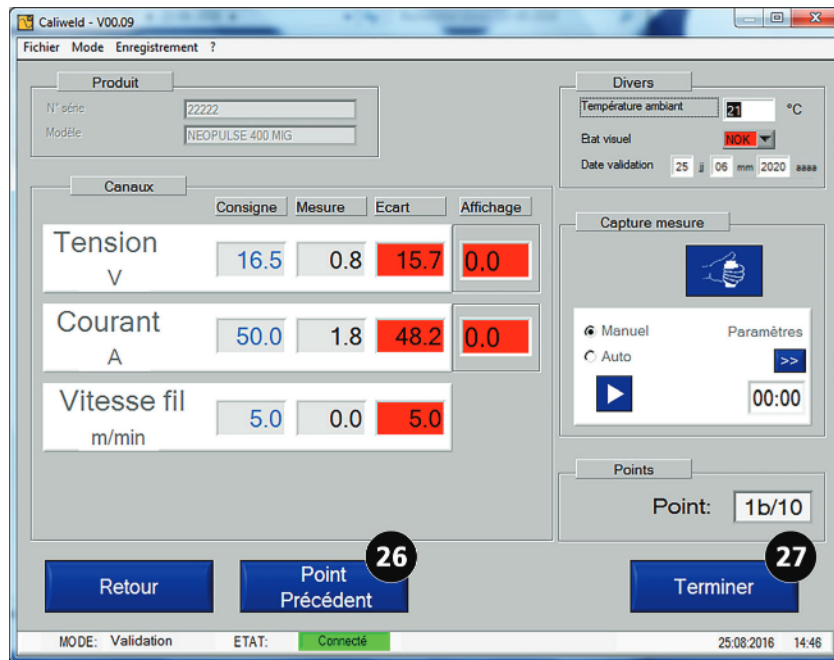 Caliweld - V00.09
Fichier Mode Enregistrement ?
Produit
N° série 22222
Modèle NEOPULSE 400 MIG
Divers
Température ambiant 21 °C
Etat visuel NOK
Date validation 25 jj 06 mm 2020 aaaa
Canaux
Consigne Mesure Ecart Affichage
Tension
V
16.5 0.8 15.7 0.0
Courant
A
50.0 1.8 48.2 0.0
Vitesse fil
m/min
5.0 0.0 5.0
Capture mesure
Manuel Paramètres
Auto >>
00:00
Points
Point: 1b/10
26
27
Retour
Point
Précédent
Terminer
MODE: Validation ETAT: Connecté 25:08:2016 14:46